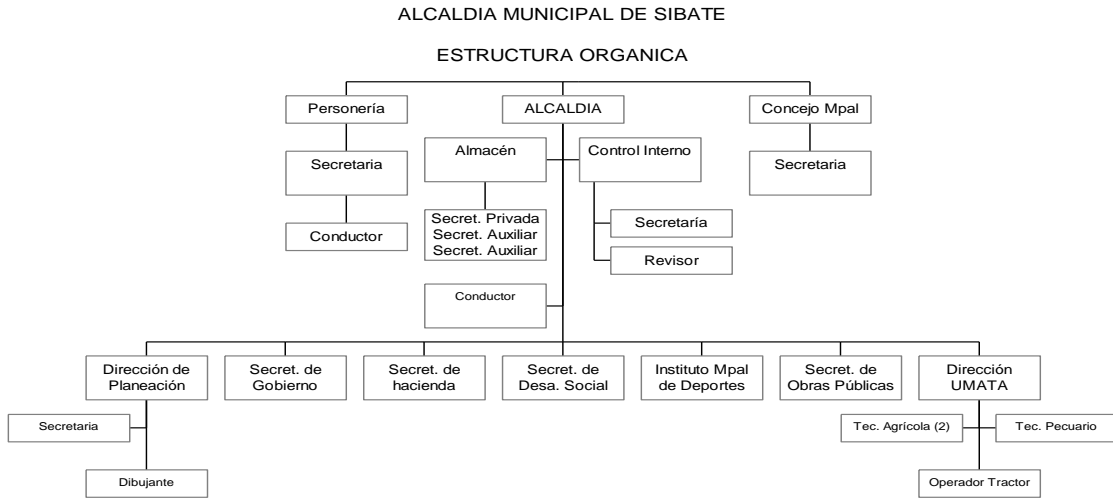 ALCALDIA MUNICIPAL DE SIBATE
ESTRUCTURA ORGANICA
Personería
ALCALDIA
Concejo Mpal
Secretaria
Almacén
Control Interno
Secretaria
Conductor
Secret. Privada
Secret. Auxiliar
Secret. Auxiliar
Secretaría
Revisor
Conductor
Dirección de
Planeación
Secret. de
Gobierno
Secret. de
hacienda
Secret. de
Desa. Social
Instituto Mpal
de Deportes
Secret. de
Obras Públicas
Dirección
UMATA
Secretaria
Tec. Agrícola (2)
Tec. Pecuario
Dibujante
Operador Tractor